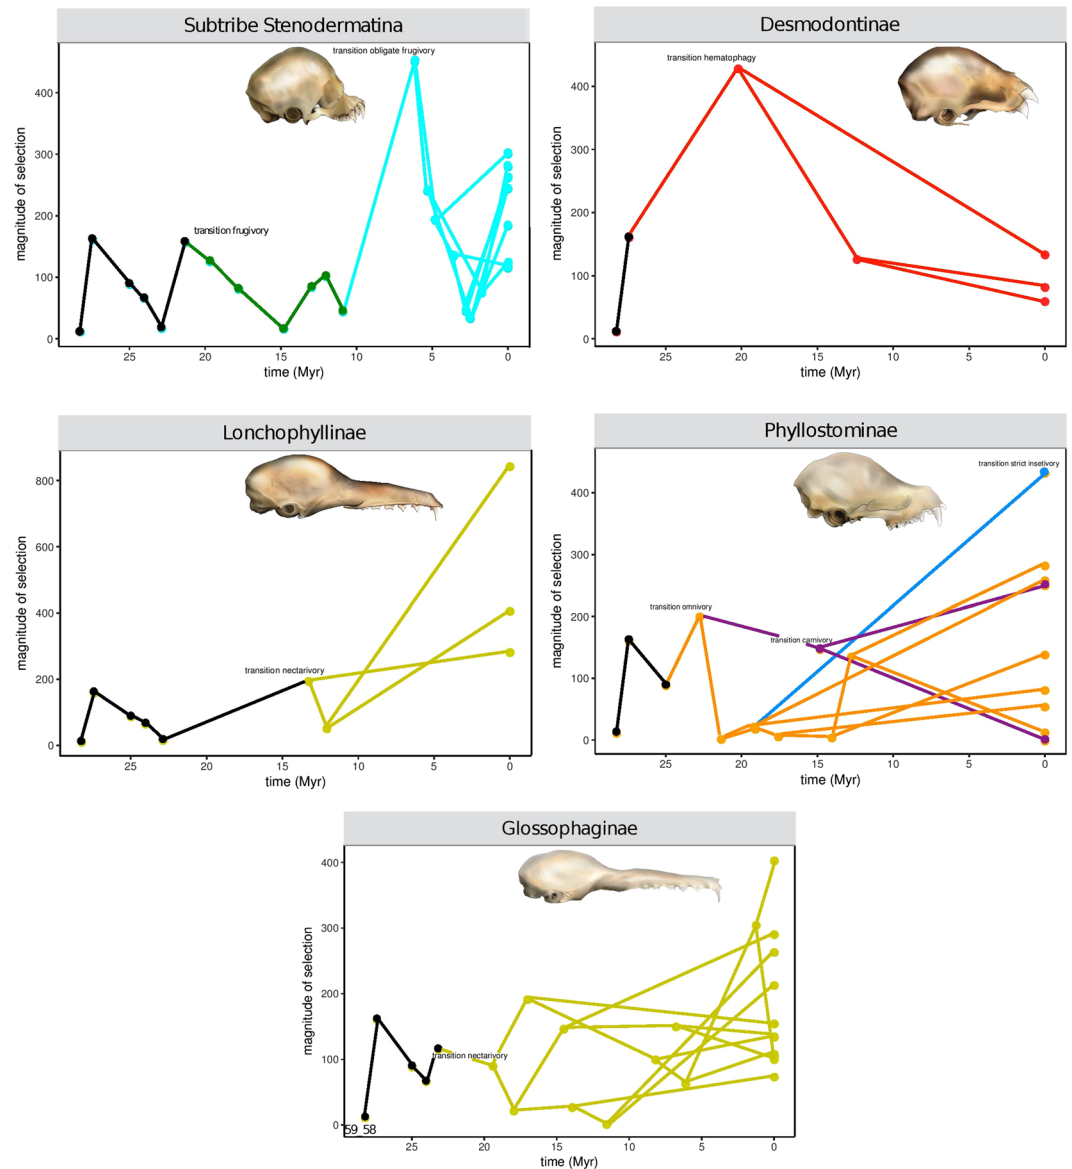 Subtribe Stenodermatina
transition obligate frugivory
transition frugivory
magnitude of selection
400
300
200
100
0
25 20 15 10 5 0
time (Myr)
Desmodontinae
transition hematophagy
magnitude of selection
400
300
200
100
0
25 20 15 10 5 0
time (Myr)
Lonchophyllinae
transition nectarivory
magnitude of selection
800
600
400
200
0
25 20 15 10 5 0
time (Myr)
Phyllostominae
transition strict insetivory
transition omnivory
transition carnivory
magnitude of selection
400
300
200
100
0
25 20 15 10 5 0
time (Myr)
Glossophaginae
transition nectarivory
magnitude of selection
400
300
200
100
0
59_58
25 20 15 10 5 0
time (Myr)